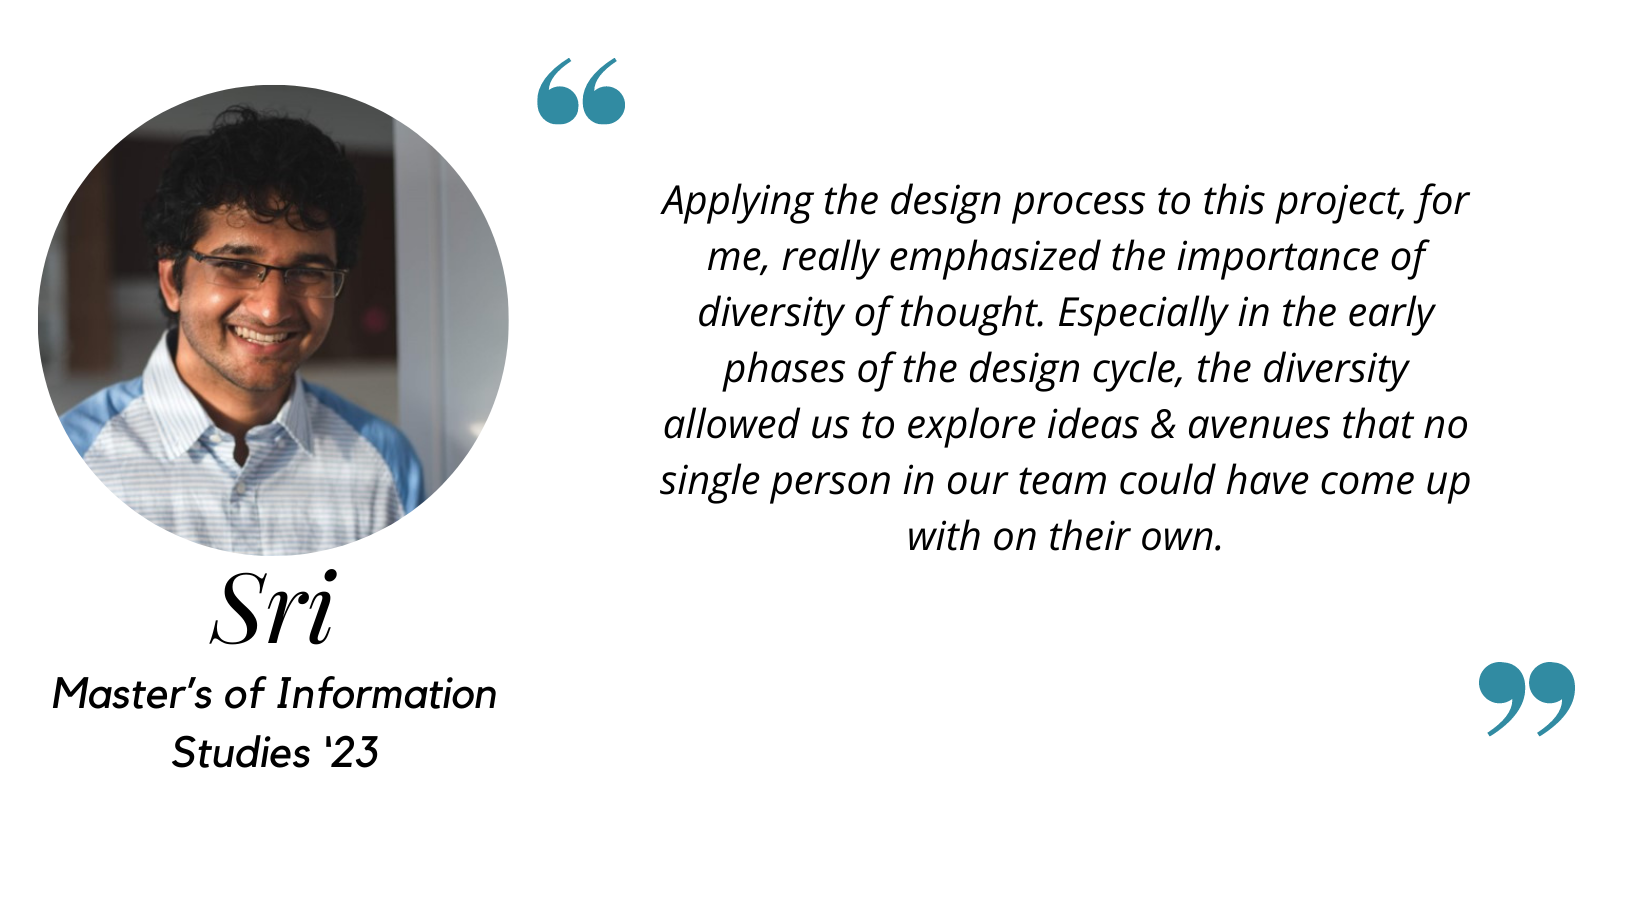 “
Applying the design process to this project, for
me, really emphasized the importance of
diversity of thought. Especially in the early
phases of the design cycle, the diversity
allowed us to explore ideas & avenues that no
single person in our team could have come up
with on their own.
”
Sri
Master's of Information
Studies '23